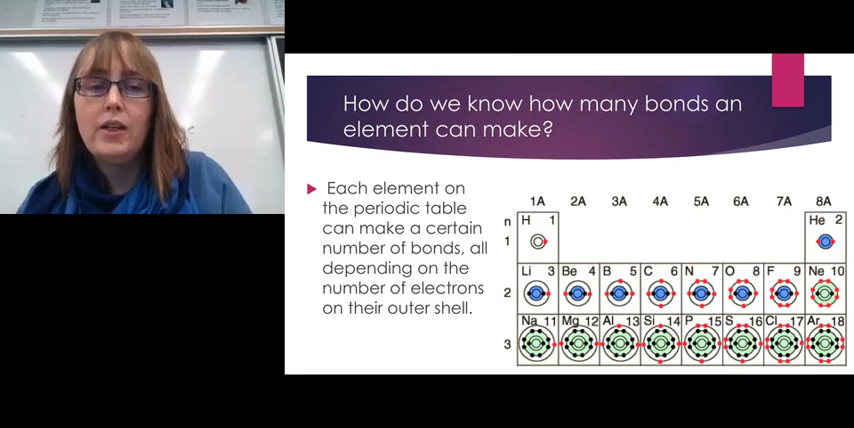 How do we know how many bonds an
element can make?
Each element on
the periodic table
can make a certain
number of bonds, all
depending on the
number of electrons
on their outer shell.
1A 2A 3A 4A 5A 6A 7A 8A
n
H 1 He 2
1
Li 3 Be 4 B 5 C 6 N 7 O 8 F 9 Ne 10
2
Na 11 Mg 12 Al 13 Si 14 P 15 S 16 Cl 17 Ar 18
3